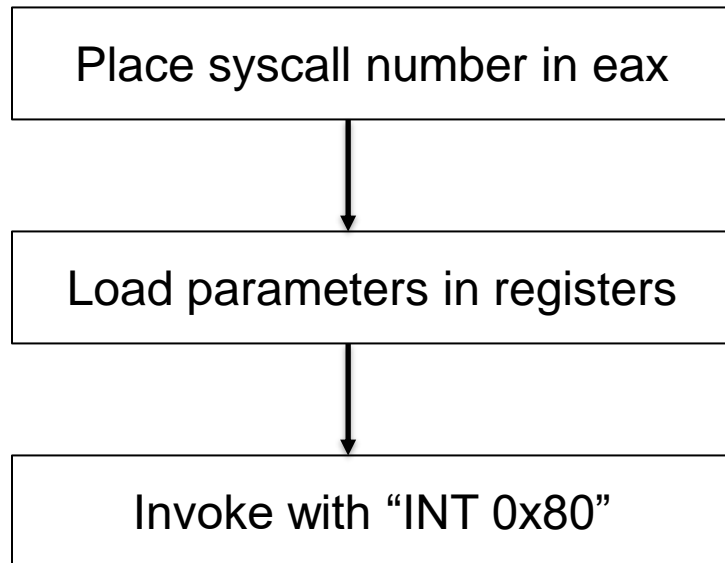 Place syscall number in eax
Load parameters in registers
Invoke with “INT 0x80”